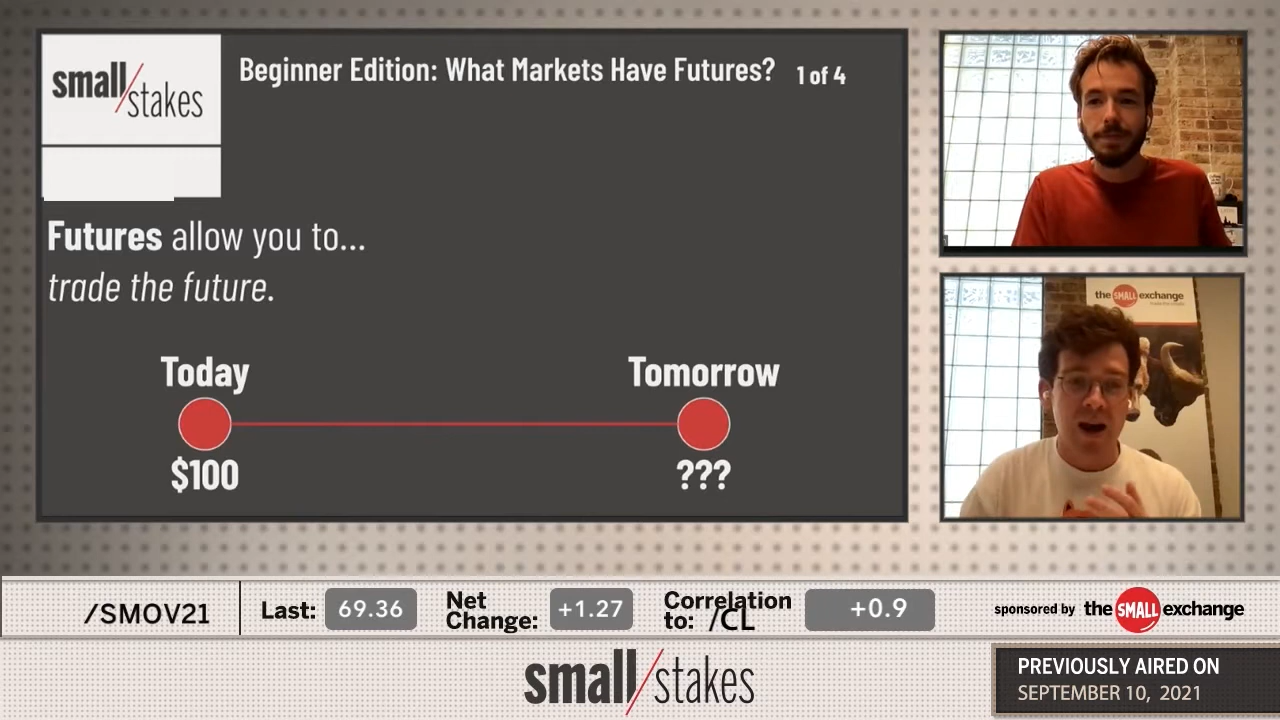 small/stakes
Beginner Edition: What Markets Have Futures? 1 of 4
Futures allow you to...
trade the future.
Today Tomorrow
$100 ???
the SMALL exchange
/SMOV21
Last: 69.36
Net
Change: +1.27
Correlation
to: /CL +0.9
sponsored by the SMALL exchange
small/stakes
PREVIOUSLY AIRED ON
SEPTEMBER 10, 2021